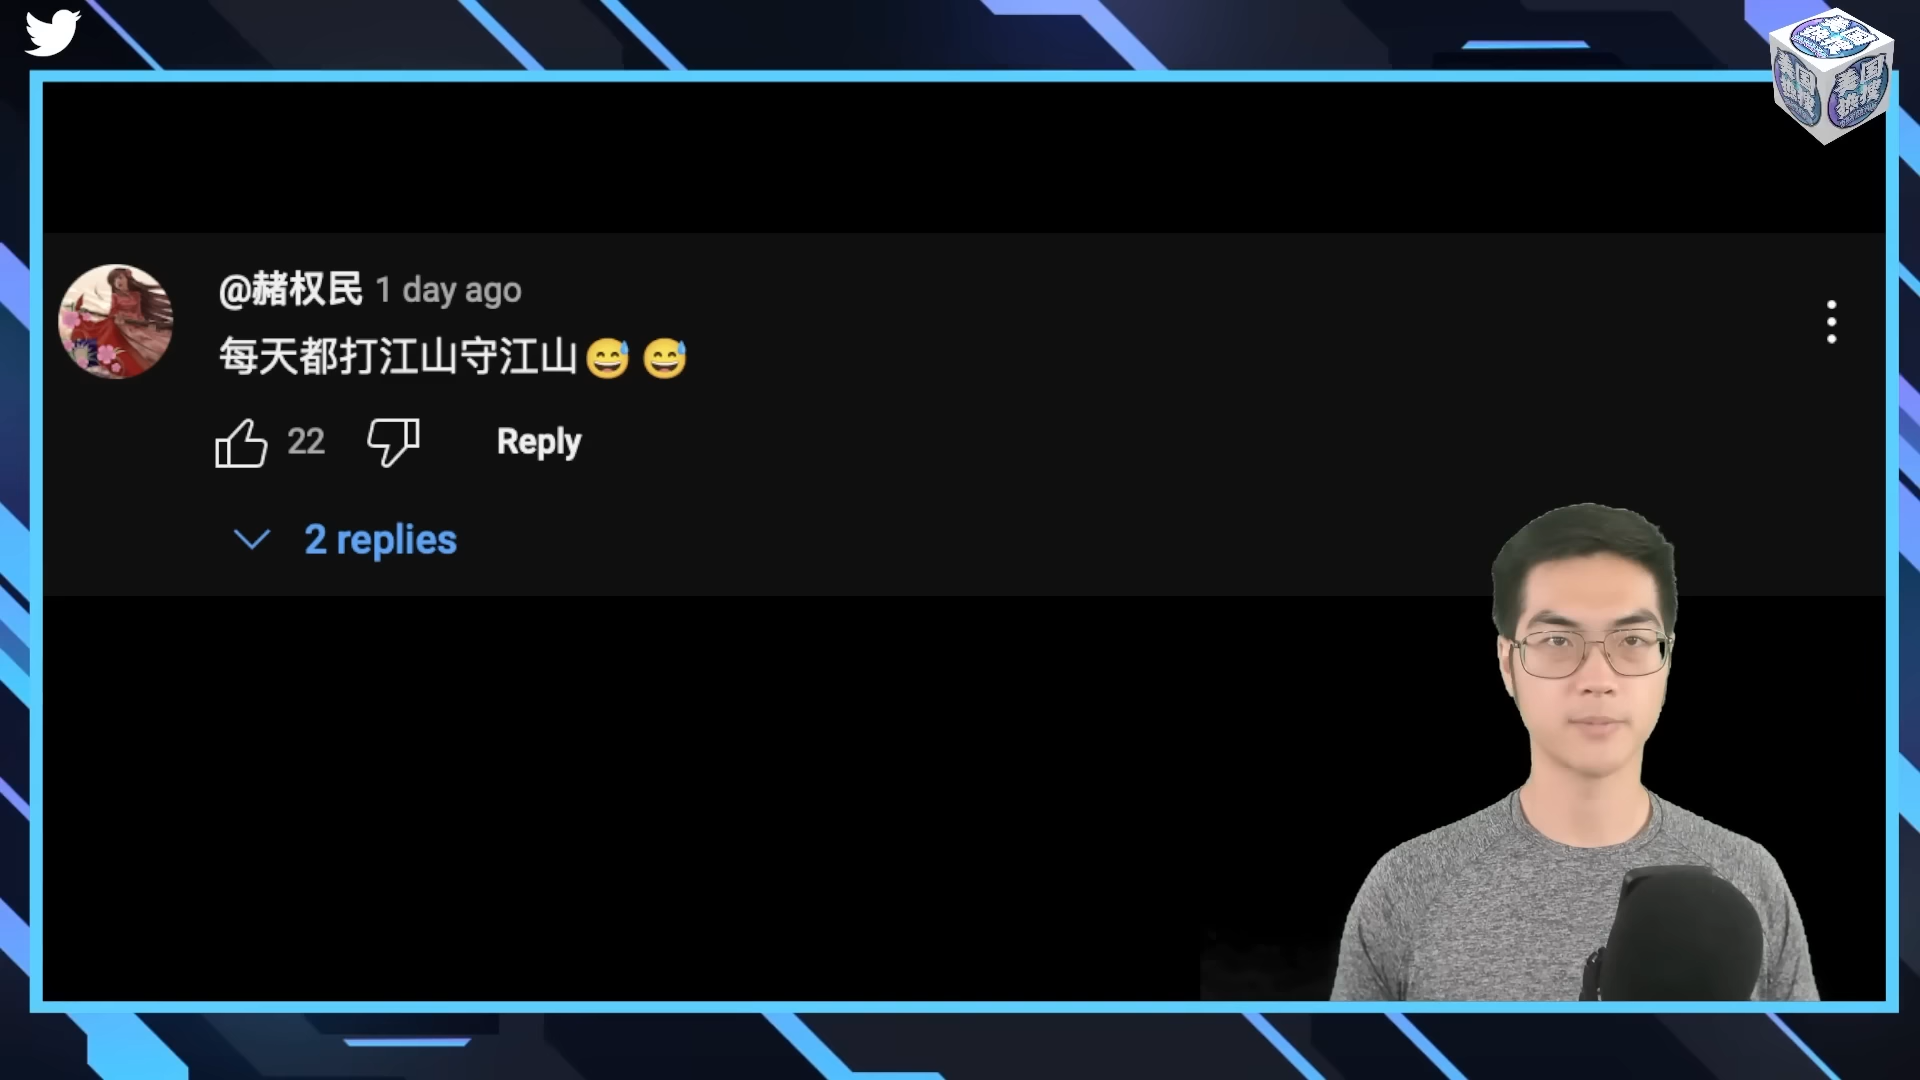 @赭权民 1 day ago
每天都打江山守江山😅 😅
22 Reply
2 replies